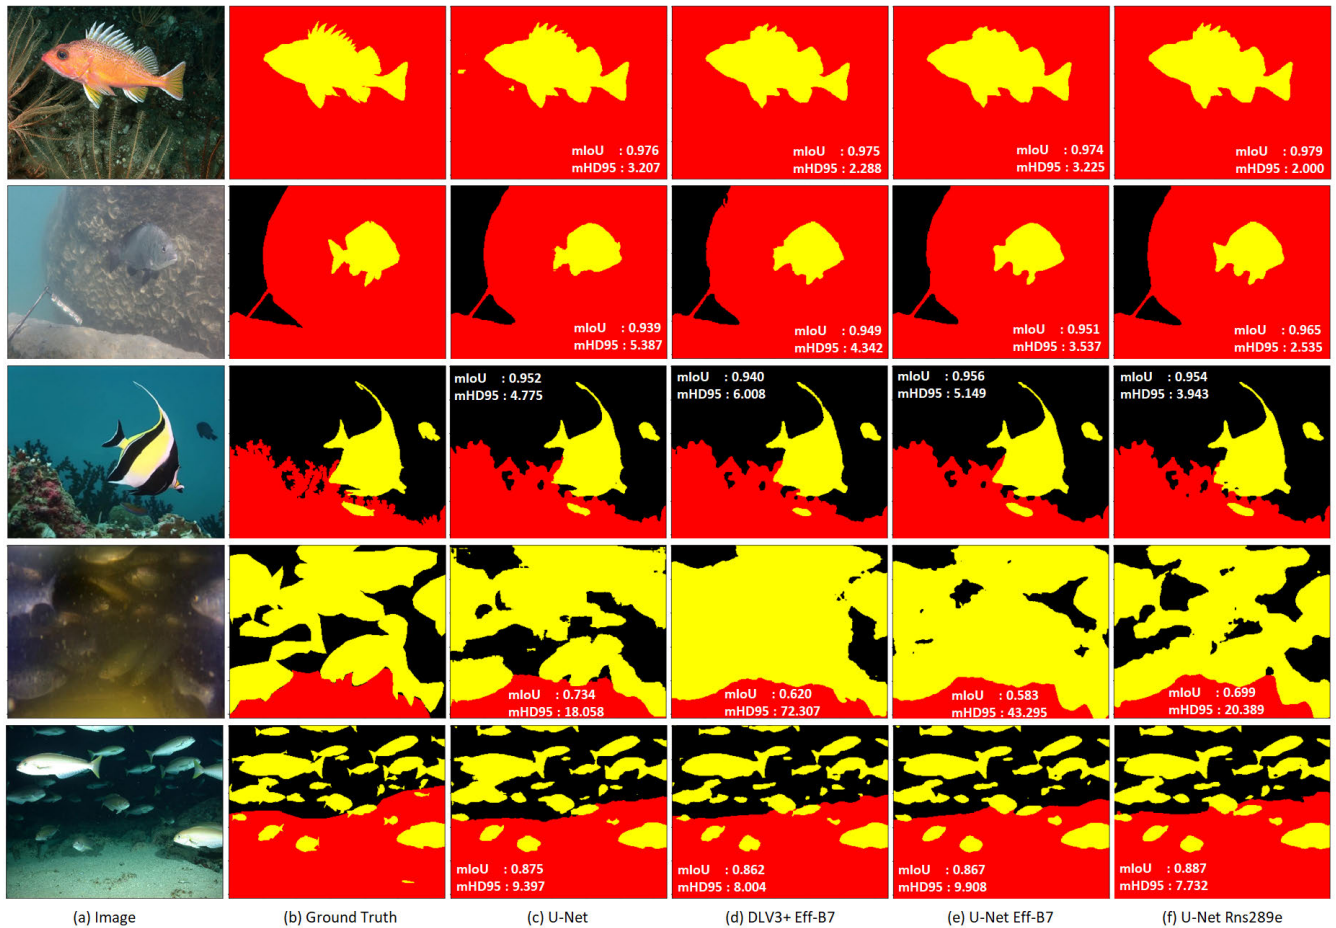 mIoU : 0.976
mHD95 : 3.207
mIoU : 0.975
mHD95 : 2.288
mIoU : 0.974
mHD95 : 3.225
mIoU : 0.979
mHD95 : 2.000
mIoU : 0.939
mHD95 : 5.387
mIoU : 0.949
mHD95 : 4.342
mIoU : 0.951
mHD95 : 3.537
mIoU : 0.965
mHD95 : 2.535
mIoU : 0.952
mHD95 : 4.775
mIoU : 0.940
mHD95 : 6.008
mIoU : 0.956
mHD95 : 5.149
mIoU : 0.954
mHD95 : 3.943
mIoU : 0.734
mHD95 : 18.058
mIoU : 0.620
mHD95 : 72.307
mIoU : 0.583
mHD95 : 43.295
mIoU : 0.699
mHD95 : 20.389
mIoU : 0.875
mHD95 : 9.397
mIoU : 0.862
mHD95 : 8.004
mIoU : 0.867
mHD95 : 9.908
mIoU : 0.887
mHD95 : 7.732
(a) Image
(b) Ground Truth
(c) U-Net
(d) DLV3+ Eff-B7
(e) U-Net Eff-B7
(f) U-Net Rns289e